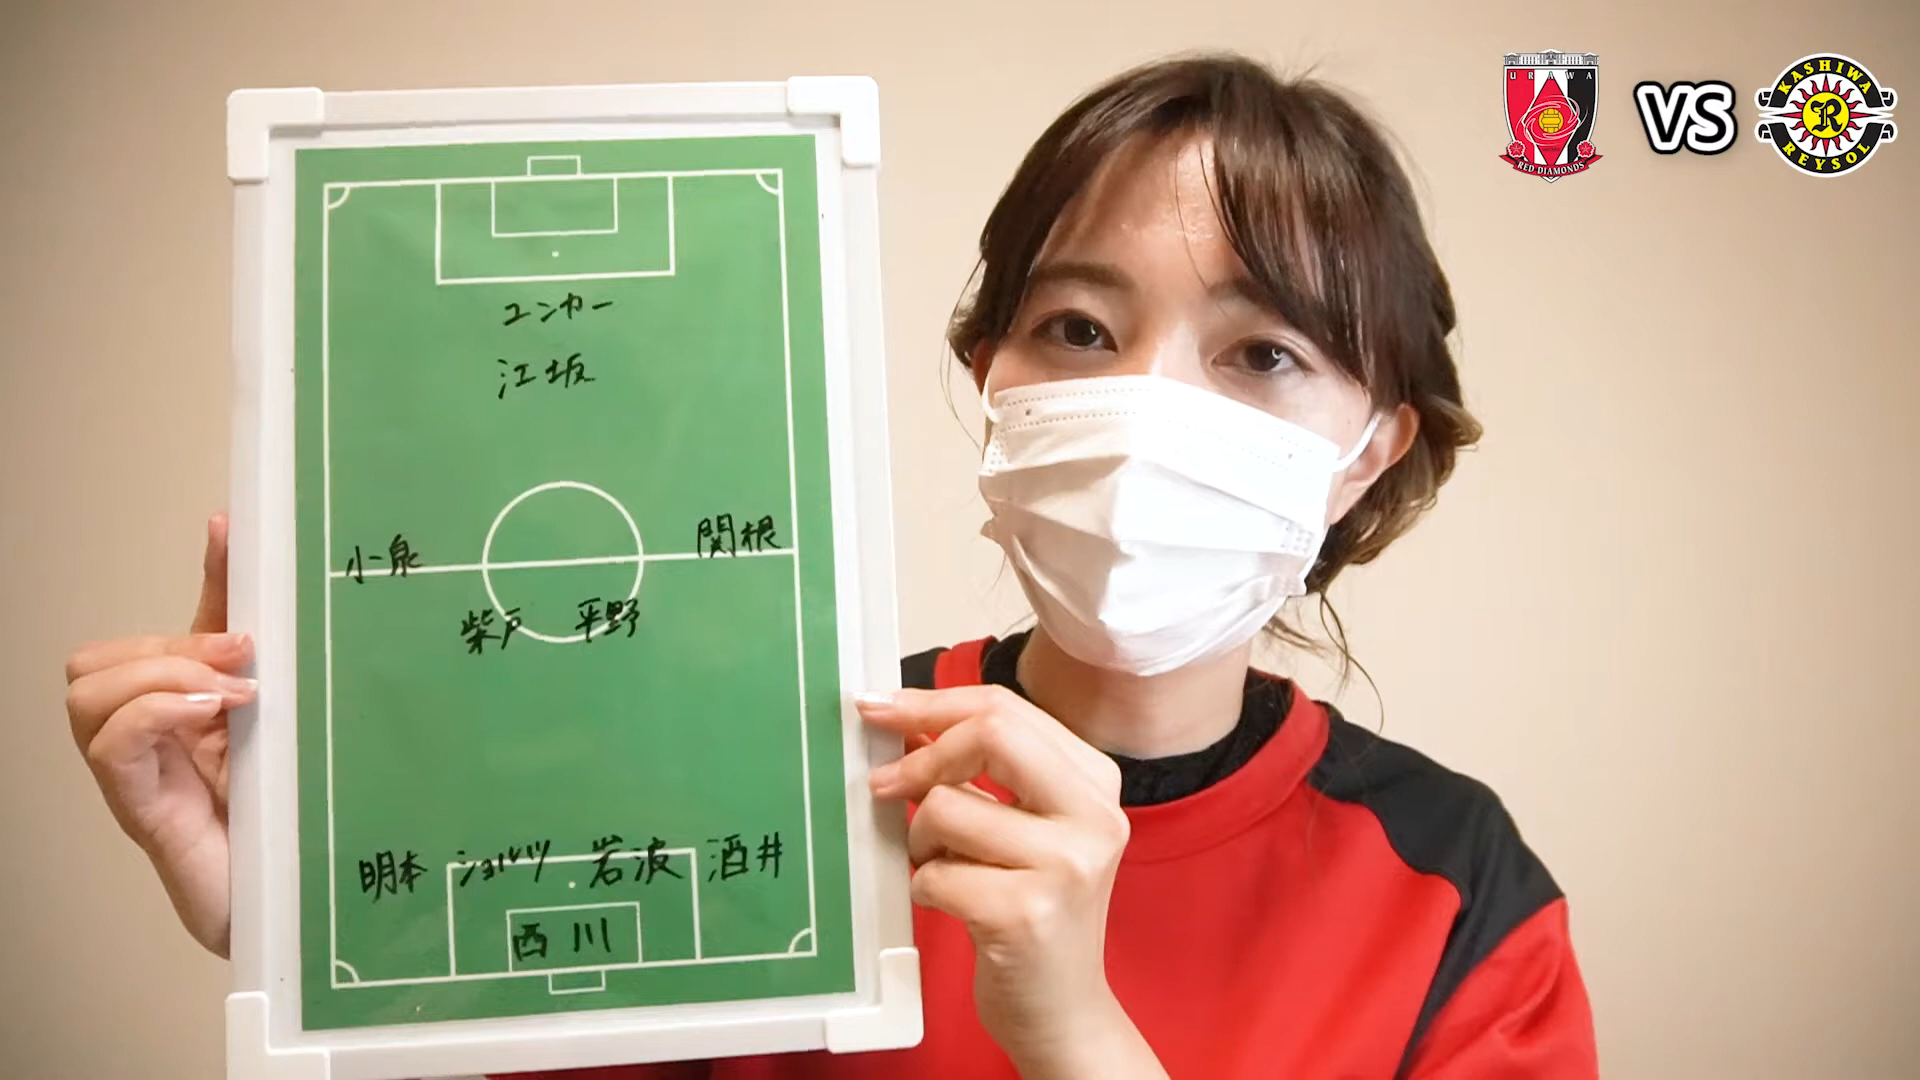 ユンカー
江坂
小泉 関根
柴戸 平野
明本 ショルツ 岩波 酒井
西川
URAWA
RED DIAMONDS
VS
KASHIWA
R
REYSOL